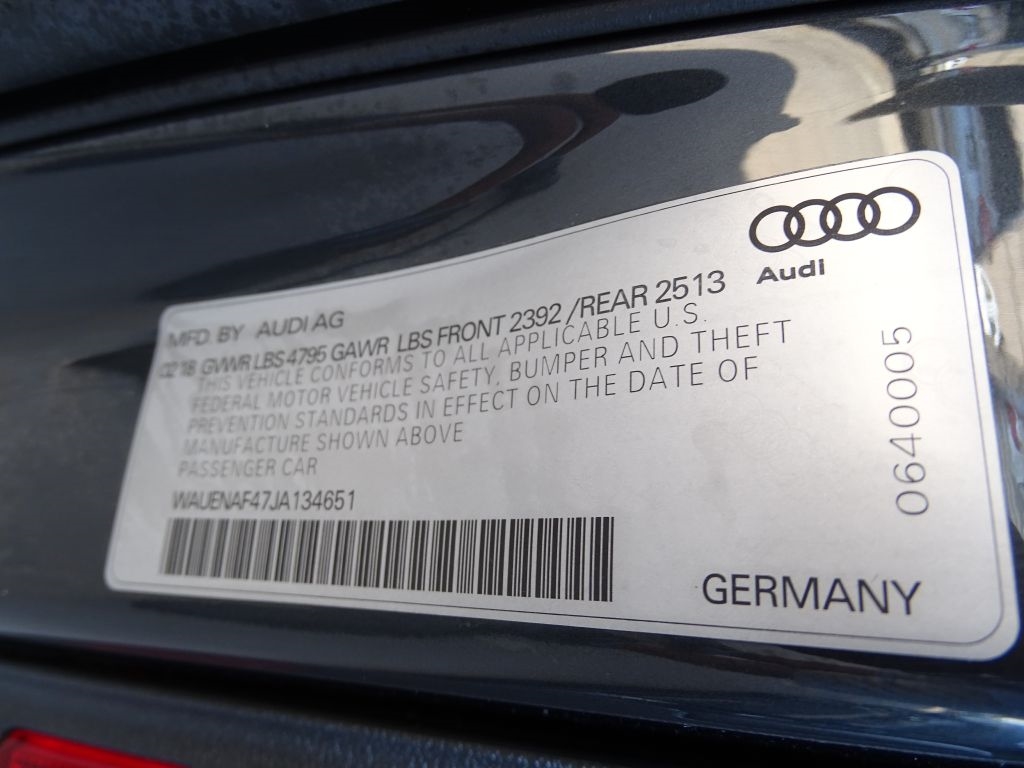 Audi
MFD. BY AUDI AG
02 18 GVWR LBS 4795 GAWR LBS FRONT 2392 /REAR 2513
THIS VEHICLE CONFORMS TO ALL APPLICABLE U.S.
FEDERAL MOTOR VEHICLE SAFETY, BUMPER AND THEFT
PREVENTION STANDARDS IN EFFECT ON THE DATE OF
MANUFACTURE SHOWN ABOVE
PASSENGER CAR
WAUENAF47JA134651
GERMANY
0640005